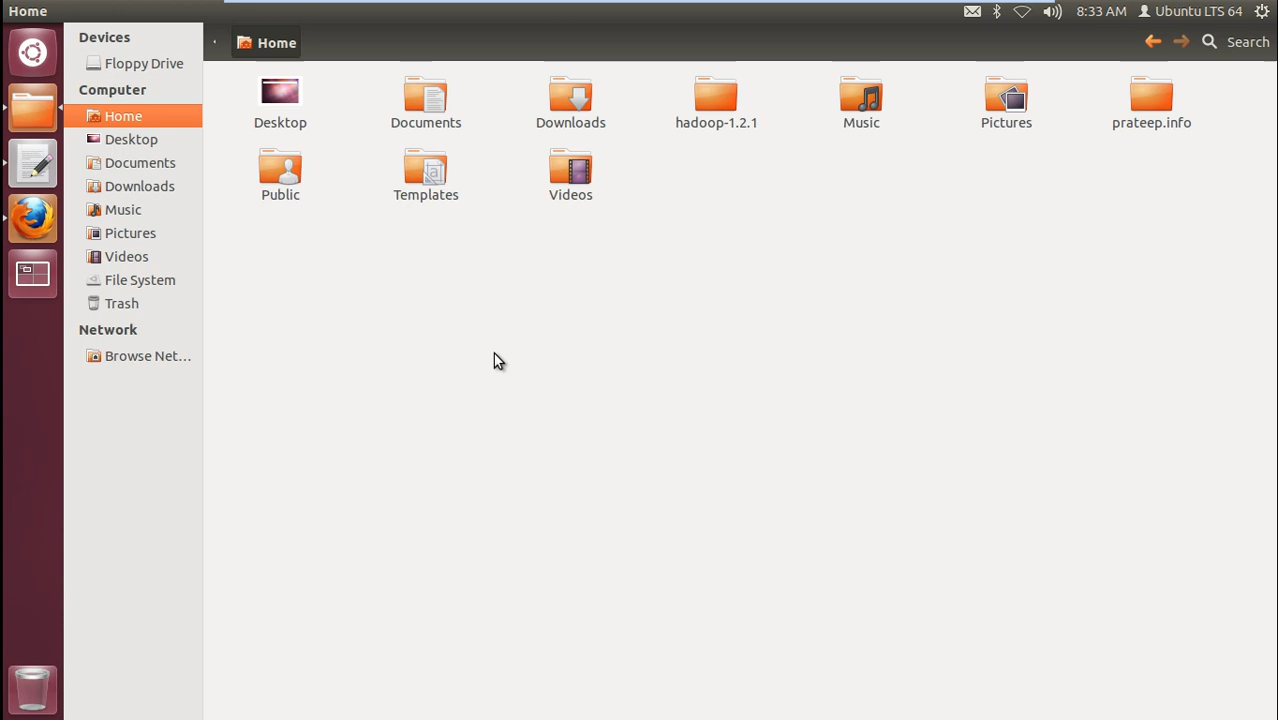 Home
8:33 AM Ubuntu LTS 64
Devices
Floppy Drive
Computer
Home
Desktop
Documents
Downloads
Music
Pictures
Videos
File System
Trash
Network
Browse Net...
Home
Search
Desktop
Documents
Downloads
hadoop-1.2.1
Music
Pictures
prateep.info
Public
Templates
Videos